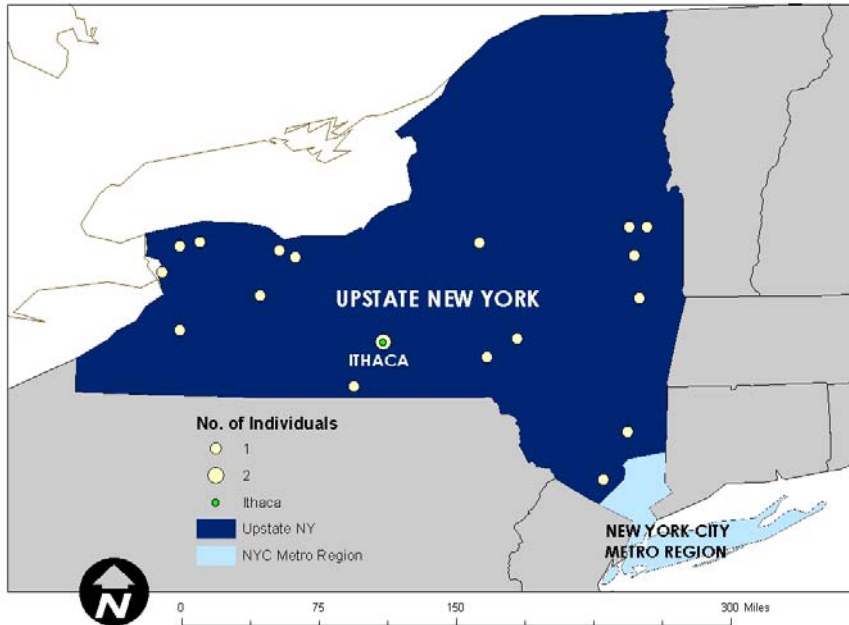 UPSTATE NEW YORK
ITHACA
No. of Individuals
1
2
Ithaca
Upstate NY
NYC Metro Region
NEW YORK-CITY
METRO REGION
N
0 75 150 300 Miles